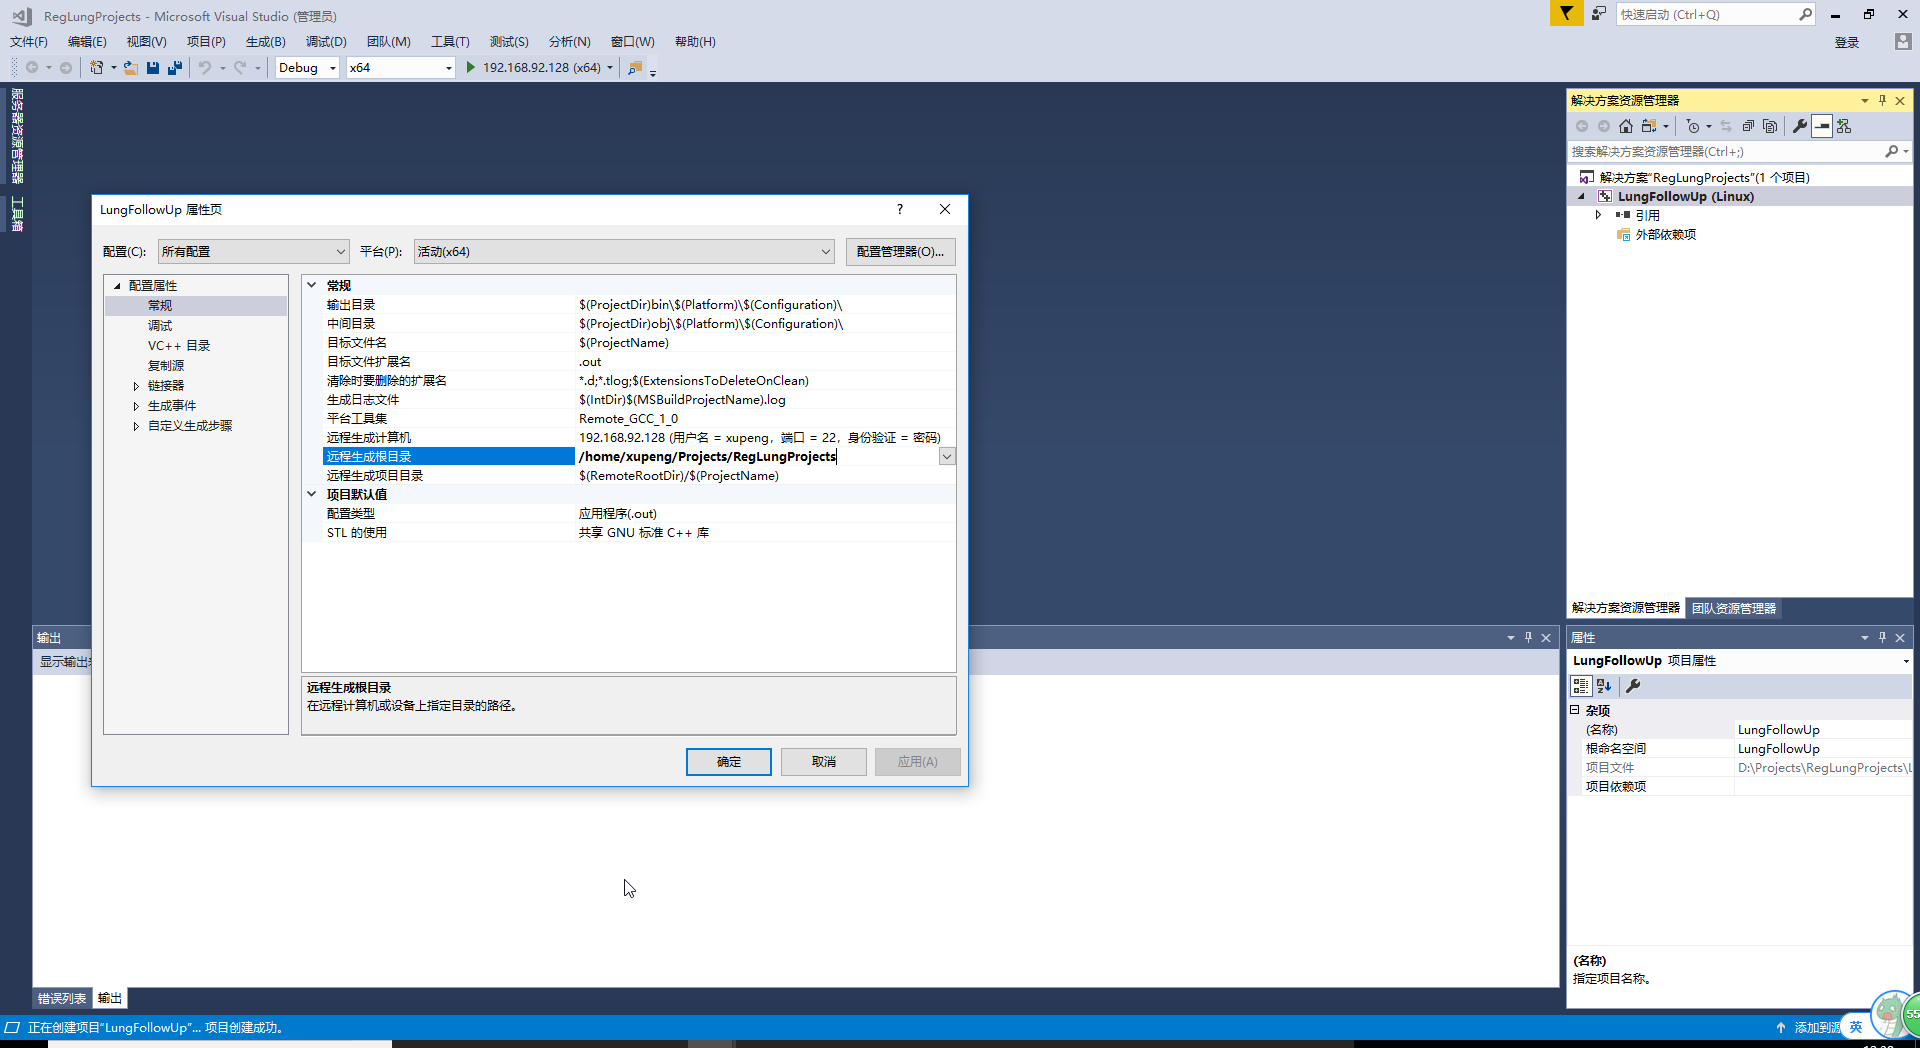 RegLungProjects - Microsoft Visual Studio (管理员)
快速启动 (Ctrl+Q)
文件(F) 编辑(E) 视图(V) 项目(P) 生成(B) 调试(D) 团队(M) 工具(T) 测试(S) 分析(N) 窗口(W) 帮助(H)
登录
Debug x64 192.168.92.128 (x64)
服务器资源管理器
工具箱
LungFollowUp 属性页
配置(C): 所有配置 平台(P): 活动(x64) 配置管理器(O)...
配置属性
常规
调试
VC++ 目录
复制源
链接器
生成事件
自定义生成步骤
常规
输出目录 $(ProjectDir)bin\$(Platform)\$(Configuration)\
中间目录 $(ProjectDir)obj\$(Platform)\$(Configuration)\
目标文件名 $(ProjectName)
目标文件扩展名 .out
清除时要删除的扩展名 *.d;*.tlog;$(ExtensionsToDeleteOnClean)
生成日志文件 $(IntDir)$(MSBuildProjectName).log
平台工具集 Remote_GCC_1_0
远程生成计算机 192.168.92.128 (用户名 = xupeng，端口 = 22，身份验证 = 密码)
远程生成根目录 /home/xupeng/Projects/RegLungProjects
远程生成项目目录 $(RemoteRootDir)/$(ProjectName)
项目默认值
配置类型 应用程序(.out)
STL 的使用 共享 GNU 标准 C++ 库
远程生成根目录
在远程计算机或设备上指定目录的路径。
确定 取消 应用(A)
输出
显示输出
错误列表 输出
解决方案资源管理器
搜索解决方案资源管理器(Ctrl+;)
解决方案"RegLungProjects"(1 个项目)
LungFollowUp (Linux)
引用
外部依赖项
解决方案资源管理器 团队资源管理器
属性
LungFollowUp 项目属性
杂项
(名称) LungFollowUp
根命名空间 LungFollowUp
项目文件 D:\Projects\RegLungProjects\L
项目依赖项
(名称)
指定项目名称。
正在创建项目"LungFollowUp"... 项目创建成功。
添加到源
英
55